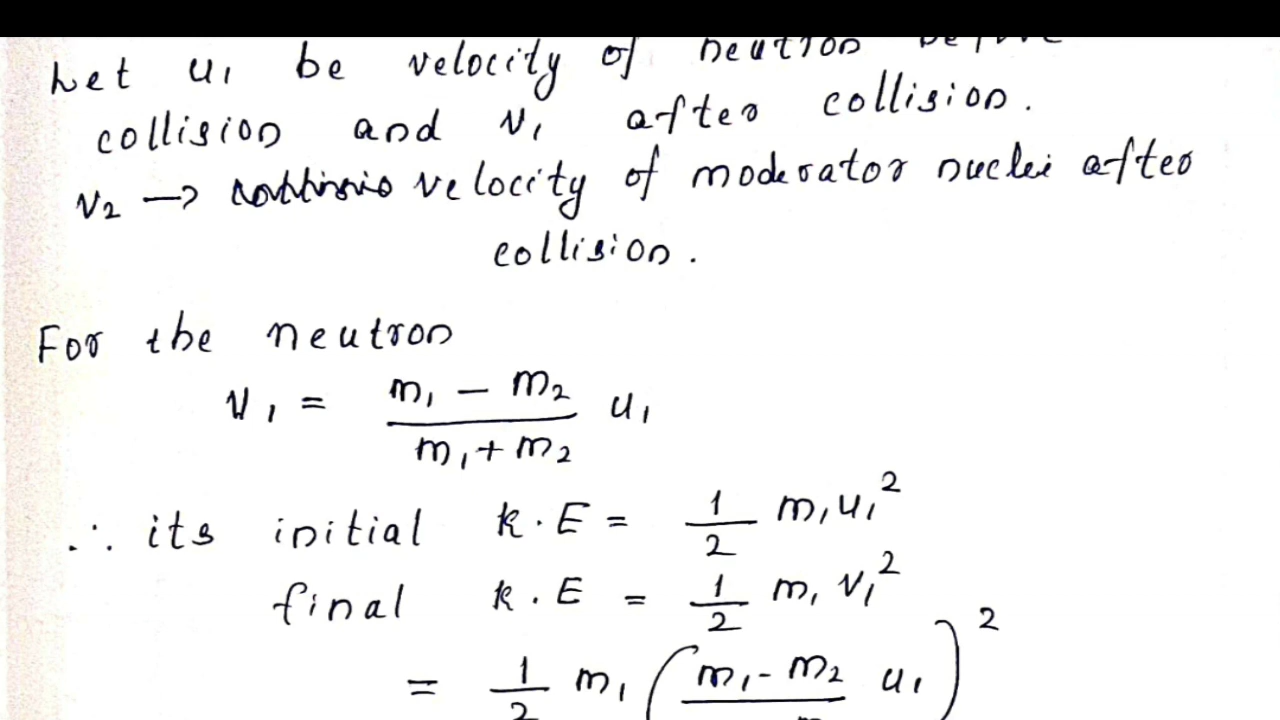 Let u₁ be velocity of neutron before
collision and v₁ after collision.
v₂ → velocity of moderator nuclei after
collision.
For the neutron
v₁ = (m₁ - m₂)/(m₁ + m₂) u₁
∴ its initial k.E = 1/2 m₁u₁²
final k.E = 1/2 m₁ v₁²
= 1/2 m₁ (m₁ - m₂ u₁)²